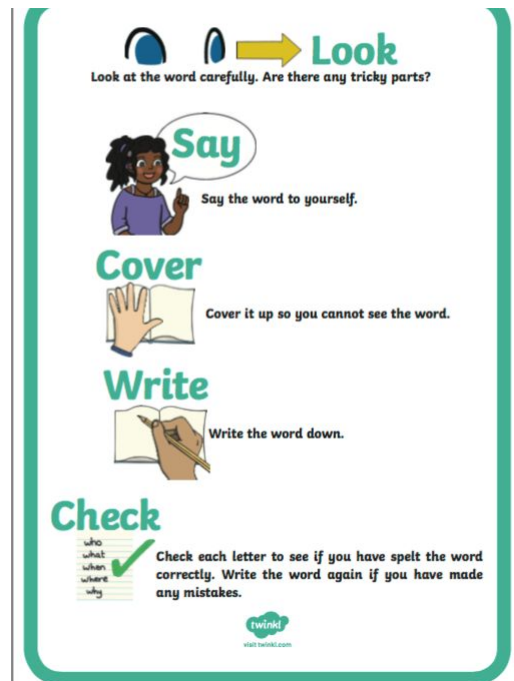 Look
Look at the word carefully. Are there any tricky parts?
Say
Say the word to yourself.
Cover
Cover it up so you cannot see the word.
Write
Write the word down.
Check
who
what
when
where
why
Check each letter to see if you have spelt the word
correctly. Write the word again if you have made
any mistakes.
twinkl
visit twinkl.com